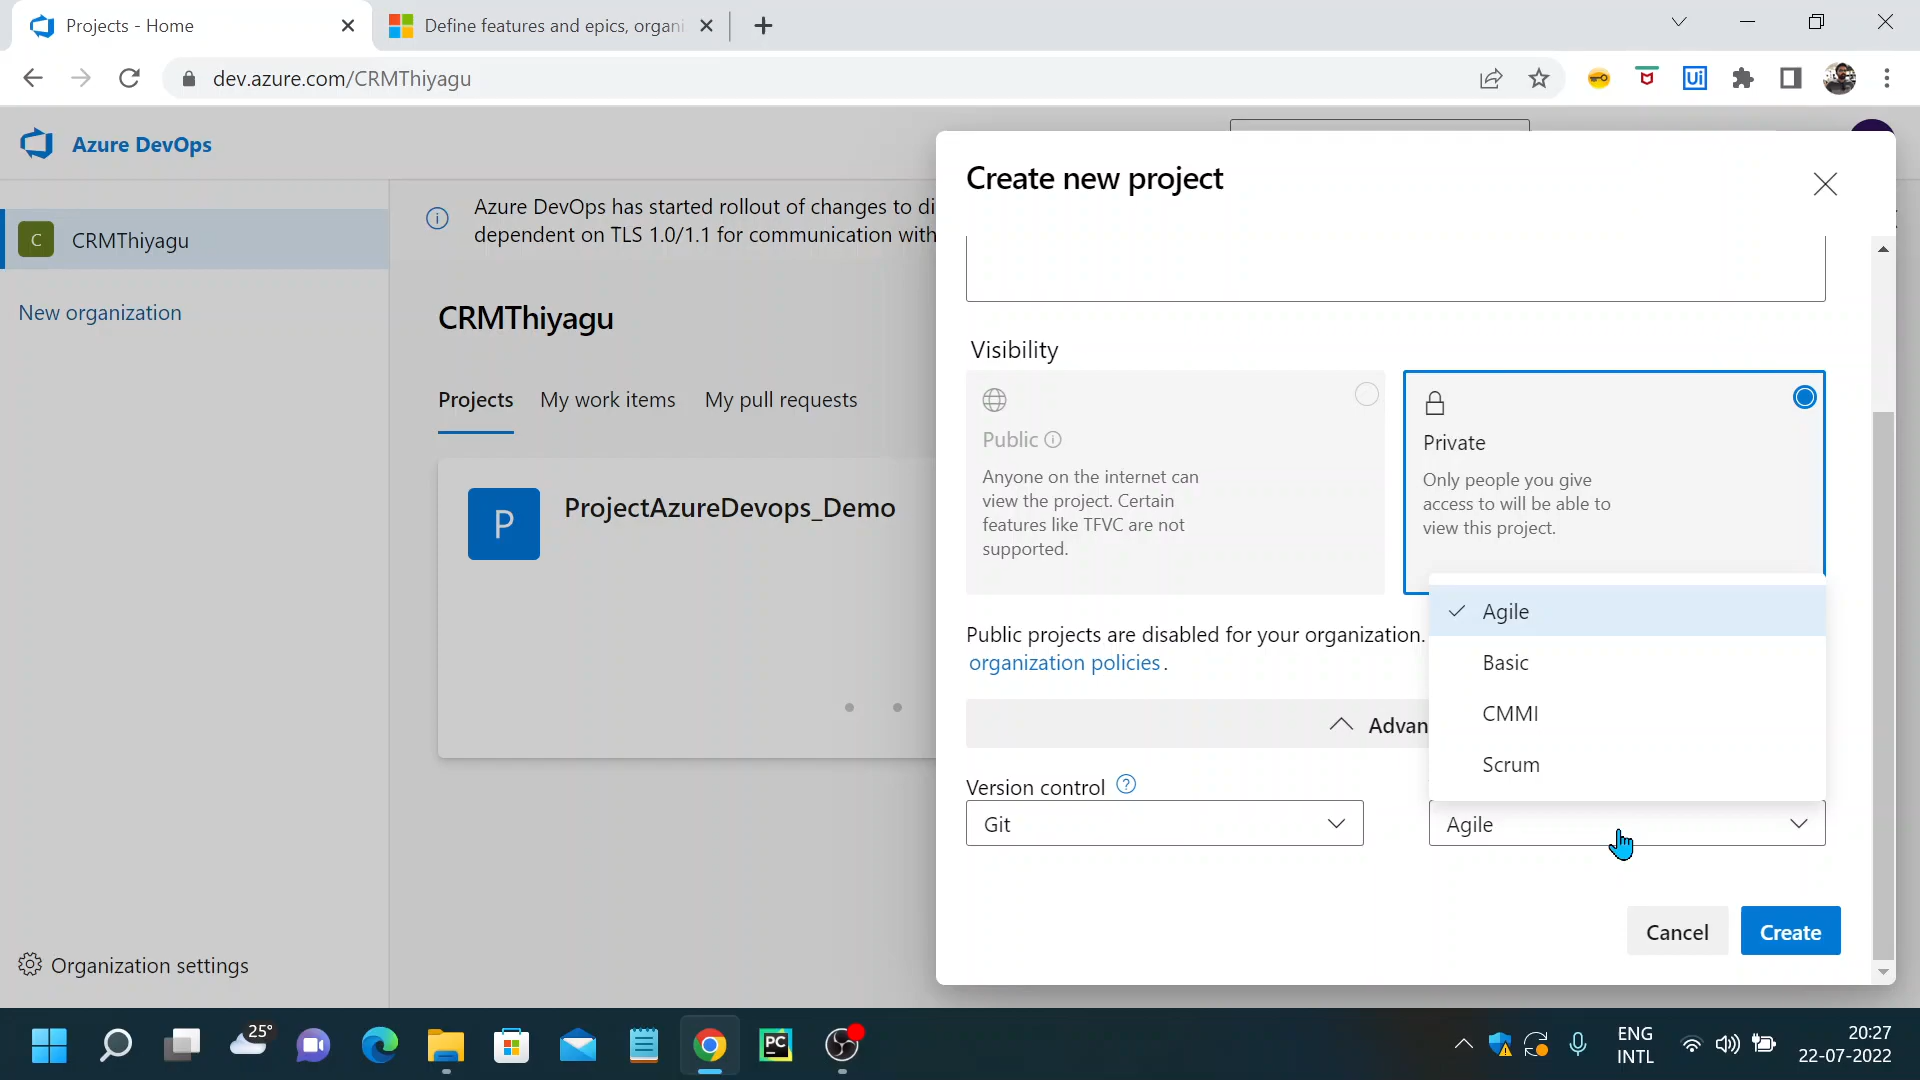 Projects - Home
Define features and epics, organi
dev.azure.com/CRMThiyagu
Ui
Azure DevOps
C
CRMThiyagu
New organization
Azure DevOps has started rollout of changes to di
dependent on TLS 1.0/1.1 for communication with
CRMThiyagu
Projects
My work items
My pull requests
P
ProjectAzureDevops_Demo
Organization settings
Create new project
Visibility
Public
Anyone on the internet can
view the project. Certain
features like TFVC are not
supported.
Private
Only people you give
access to will be able to
view this project.
Public projects are disabled for your organization.
organization policies.
Advan
Agile
Basic
CMMI
Scrum
Version control
Git
Agile
Cancel
Create
25°
PC
ENG
INTL
20:27
22-07-2022